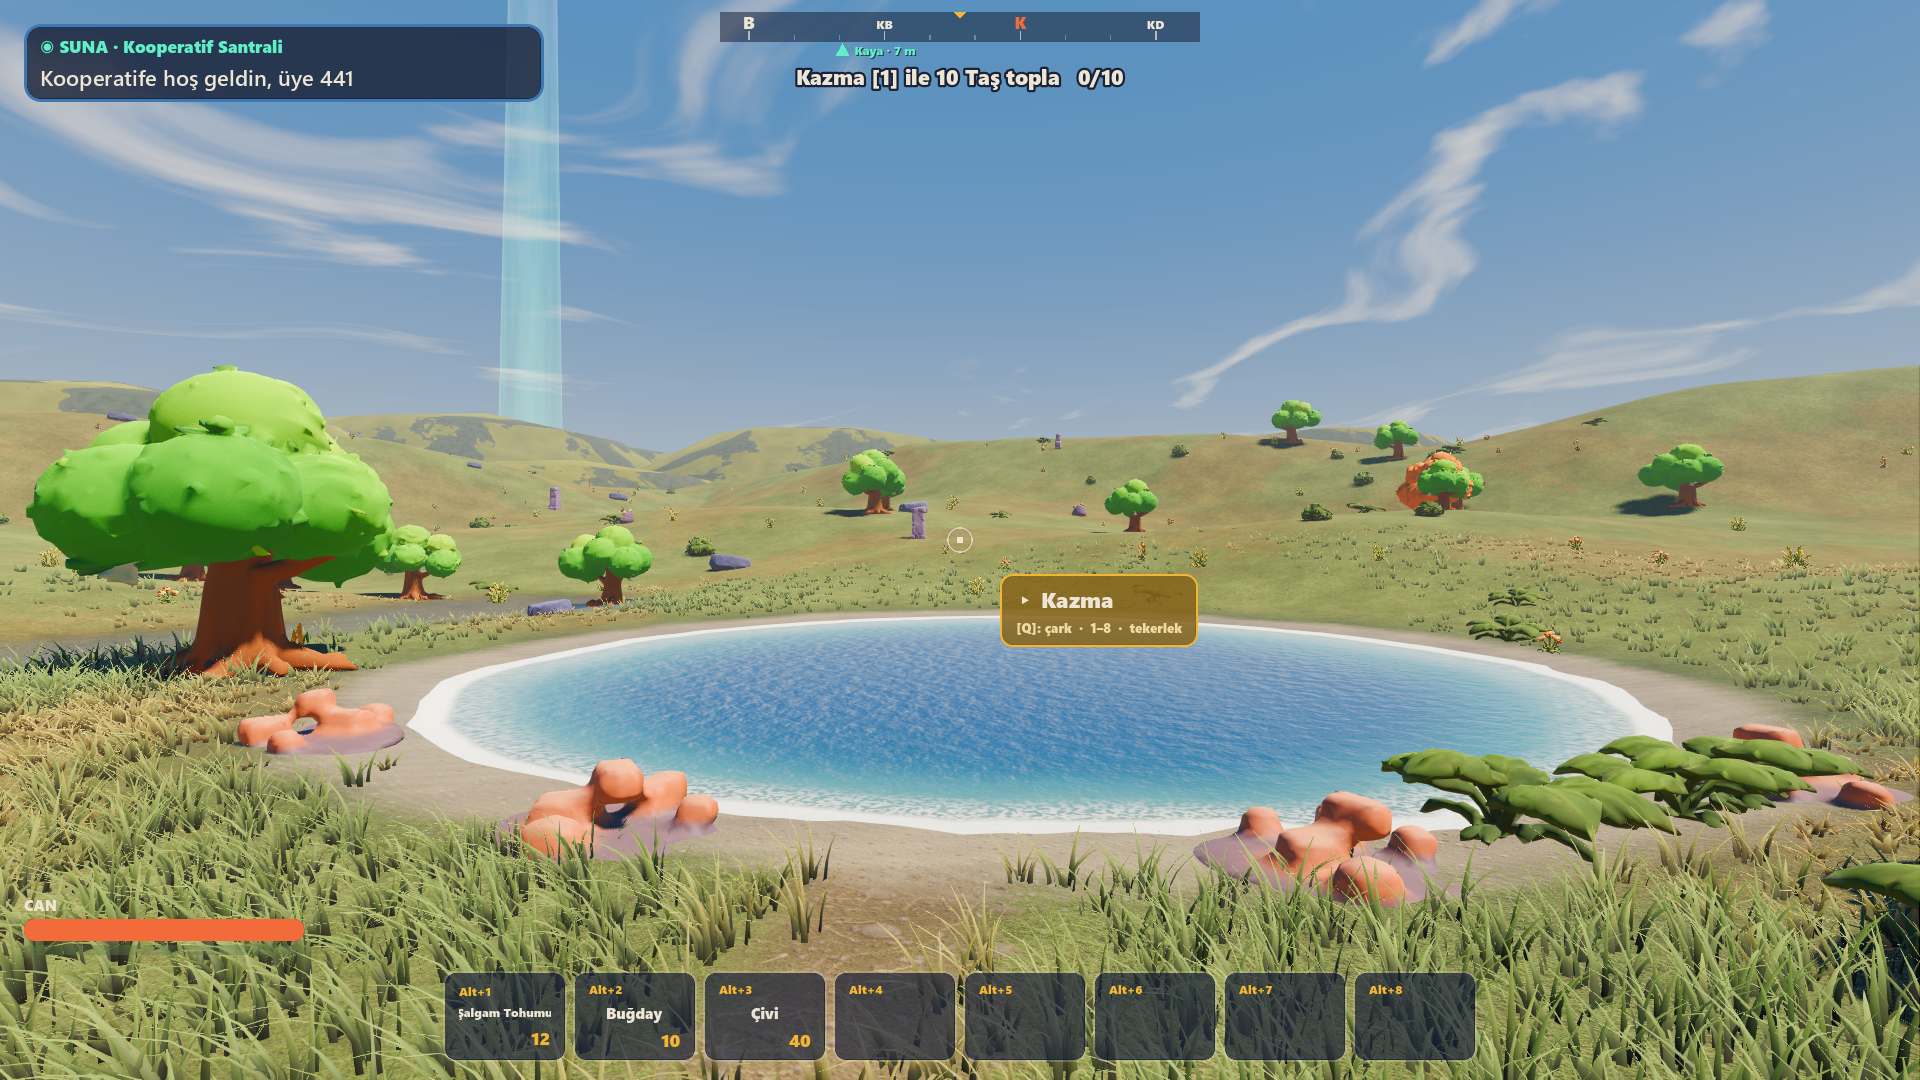 SUNA · Kooperatif Santrali
Kooperatife hoş geldin, üye 441
B KB K KD
Kaya · 7 m
Kazma [1] ile 10 Taş topla 0/10
Kazma
[Q]: çark · 1–8 · tekerlek
CAN
Alt+1 Alt+2 Alt+3 Alt+4 Alt+5 Alt+6 Alt+7 Alt+8
Şalgam Tohumu Buğday Çivi
12 10 40